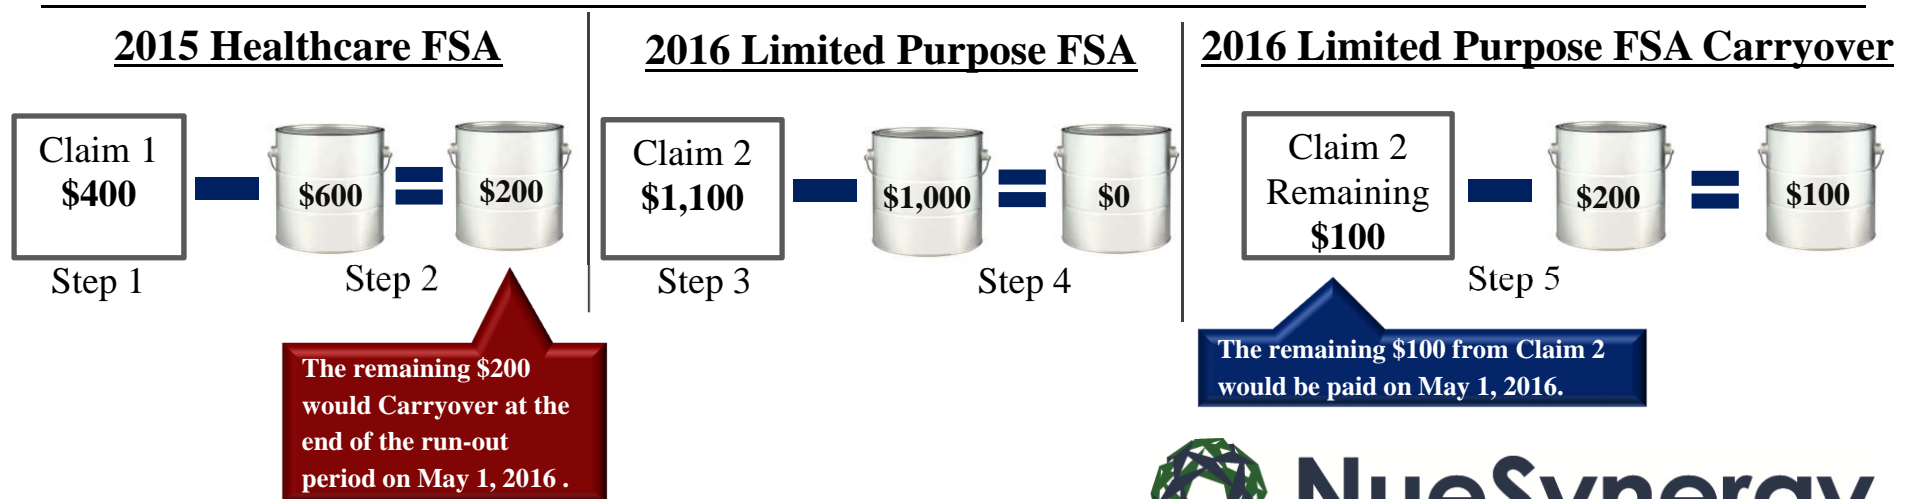 2015 Healthcare FSA
Claim 1
$400
$600
$200
Step 1
Step 2
The remaining $200
would Carryover at the
end of the run-out
period on May 1, 2016 .
2016 Limited Purpose FSA
Claim 2
$1,100
$1,000
$0
Step 3
Step 4
2016 Limited Purpose FSA Carryover
Claim 2
Remaining
$100
$200
$100
Step 5
The remaining $100 from Claim 2
would be paid on May 1, 2016.
NueSynergy